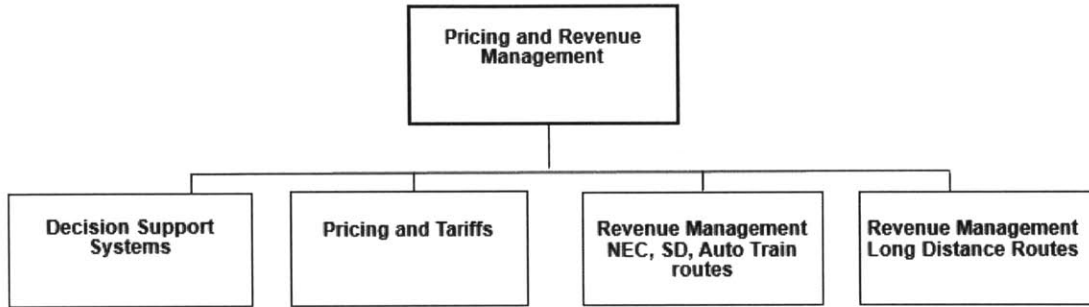 Pricing and Revenue
Management
Decision Support
Systems
Pricing and Tariffs
Revenue Management
NEC, SD, Auto Train
routes
Revenue Management
Long Distance Routes